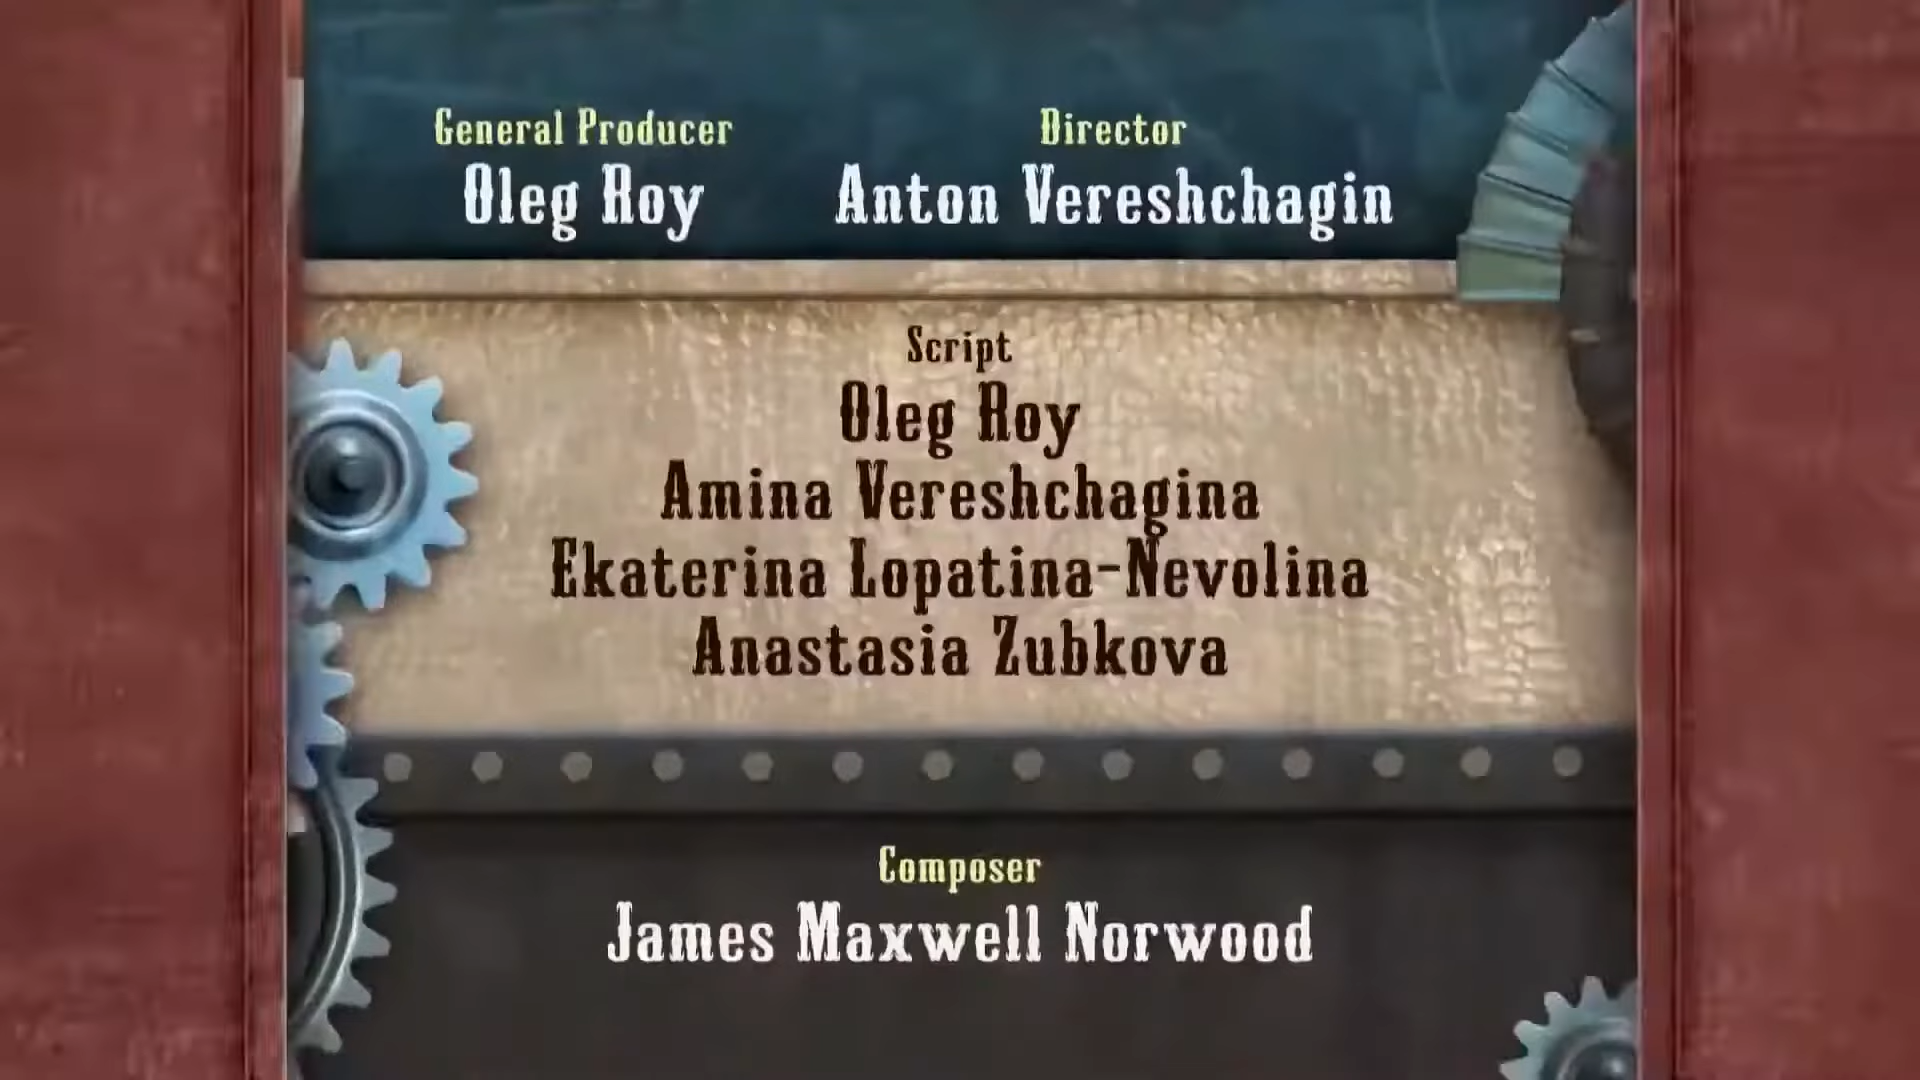 General Producer
Oleg Roy
Director
Anton Vereshchagin
Script
Oleg Roy
Amina Vereshchagina
Ekaterina Lopatina-Nevolina
Anastasia Zubkova
Composer
James Maxwell Norwood